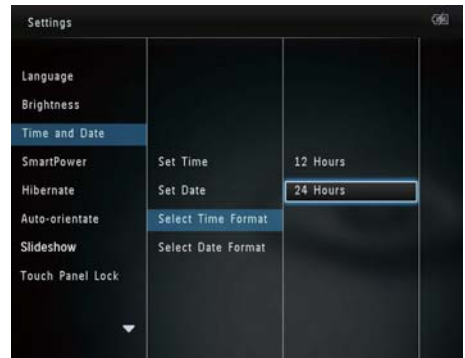 Settings
Language
Brightness
Time and Date
SmartPower
Hibernate
Auto-orientate
Slideshow
Touch Panel Lock
Set Time
Set Date
Select Time Format
Select Date Format
12 Hours
24 Hours